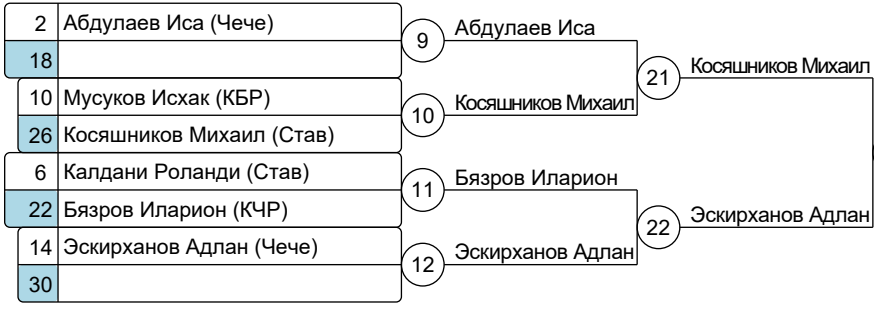 2 Абдулаев Иса (Чече)
18
10 Мусуков Исхак (КБР)
26 Косяшников Михаил (Став)
6 Калдани Роланди (Став)
22 Бязров Иларион (КЧР)
14 Эскирханов Адлан (Чече)
30
9 Абдулаев Иса
10 Косяшников Михаил
11 Бязров Иларион
12 Эскирханов Адлан
21 Косяшников Михаил
22 Эскирханов Адлан